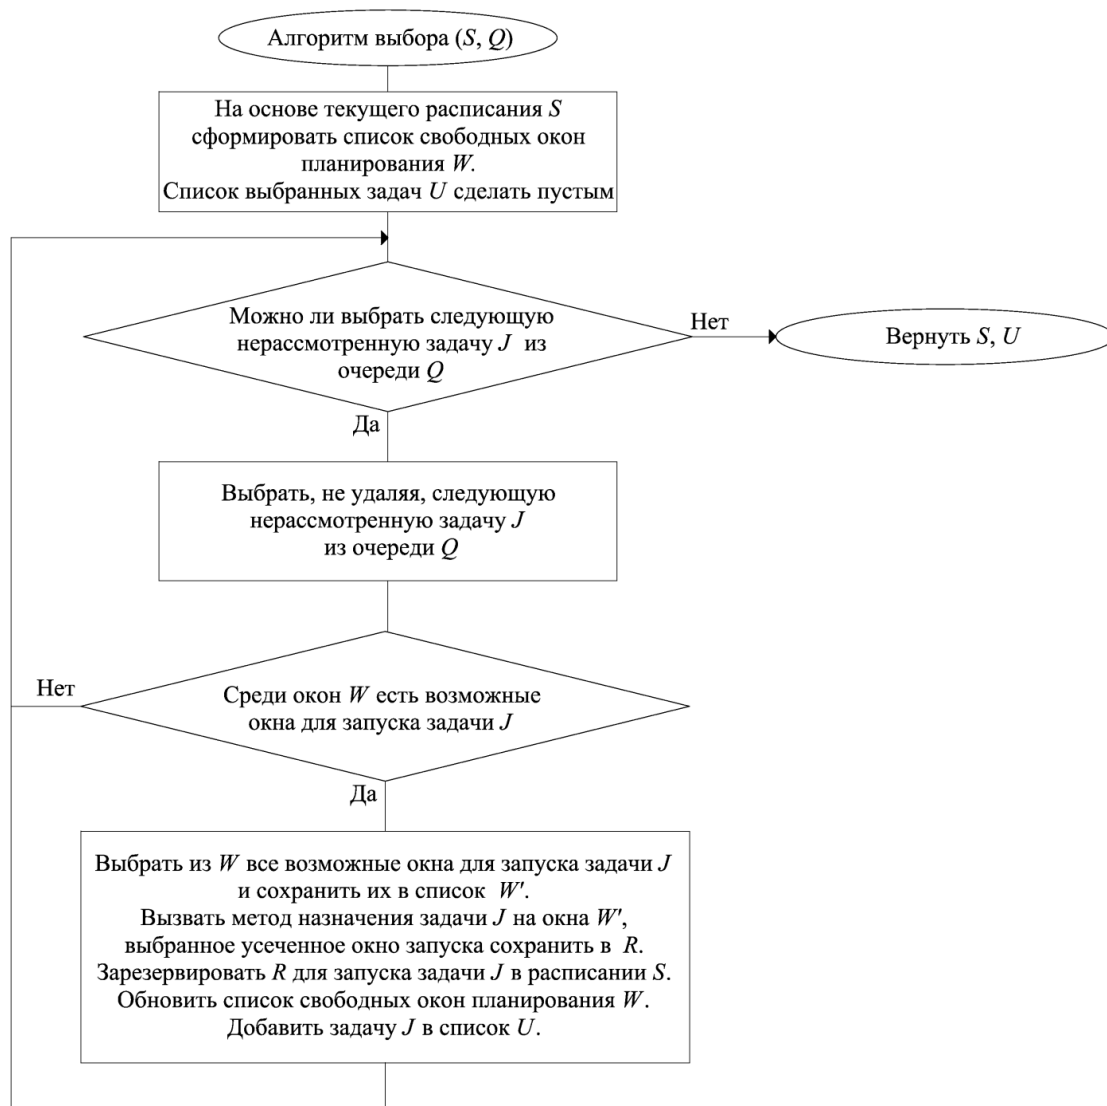 Алгоритм выбора (S, Q)
На основе текущего расписания S
сформировать список свободных окон
планирования W.
Список выбранных задач U сделать пустым
Можно ли выбрать следующую
нерассмотренную задачу J из
очереди Q
Нет
Вернуть S, U
Да
Выбрать, не удаляя, следующую
нерассмотренную задачу J
из очереди Q
Нет
Среди окон W есть возможные
окна для запуска задачи J
Да
Выбрать из W все возможные окна для запуска задачи J
и сохранить их в список W'.
Вызвать метод назначения задачи J на окна W',
выбранное усеченное окно запуска сохранить в R.
Зарезервировать R для запуска задачи J в расписании S.
Обновить список свободных окон планирования W.
Добавить задачу J в список U.